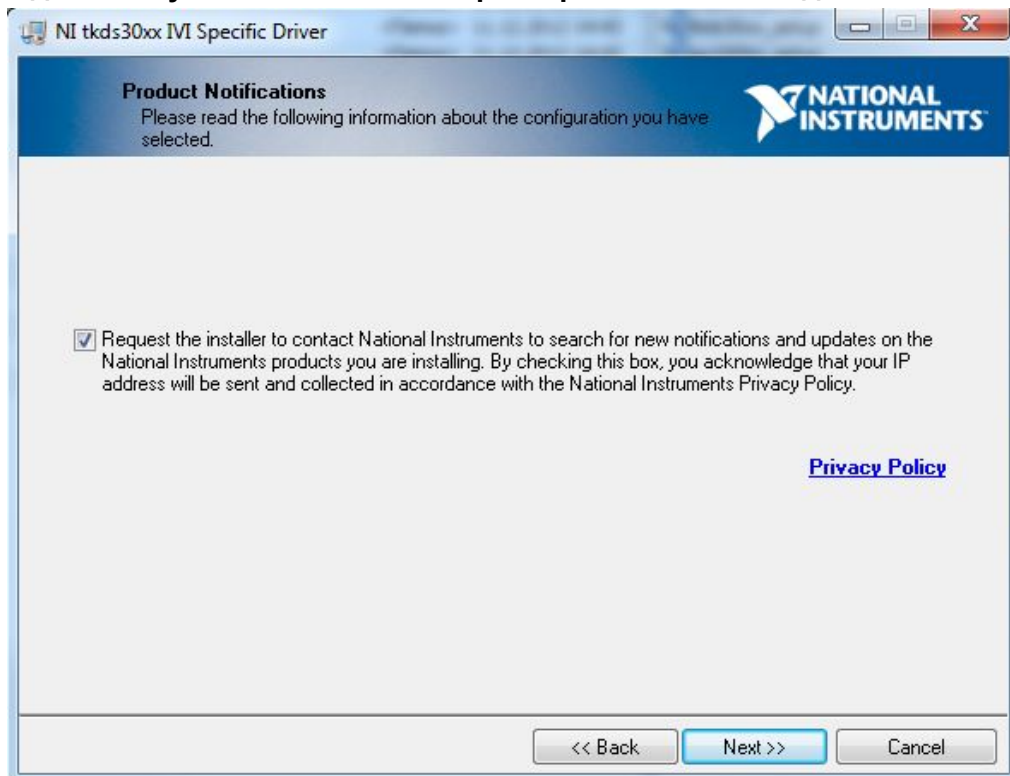 NI tkds30xx IVI Specific Driver
Product Notifications
Please read the following information about the configuration you have
selected.
NATIONAL
INSTRUMENTS
Request the installer to contact National Instruments to search for new notifications and updates on the
National Instruments products you are installing. By checking this box, you acknowledge that your IP
address will be sent and collected in accordance with the National Instruments Privacy Policy.
Privacy Policy
<< Back
Next >>
Cancel